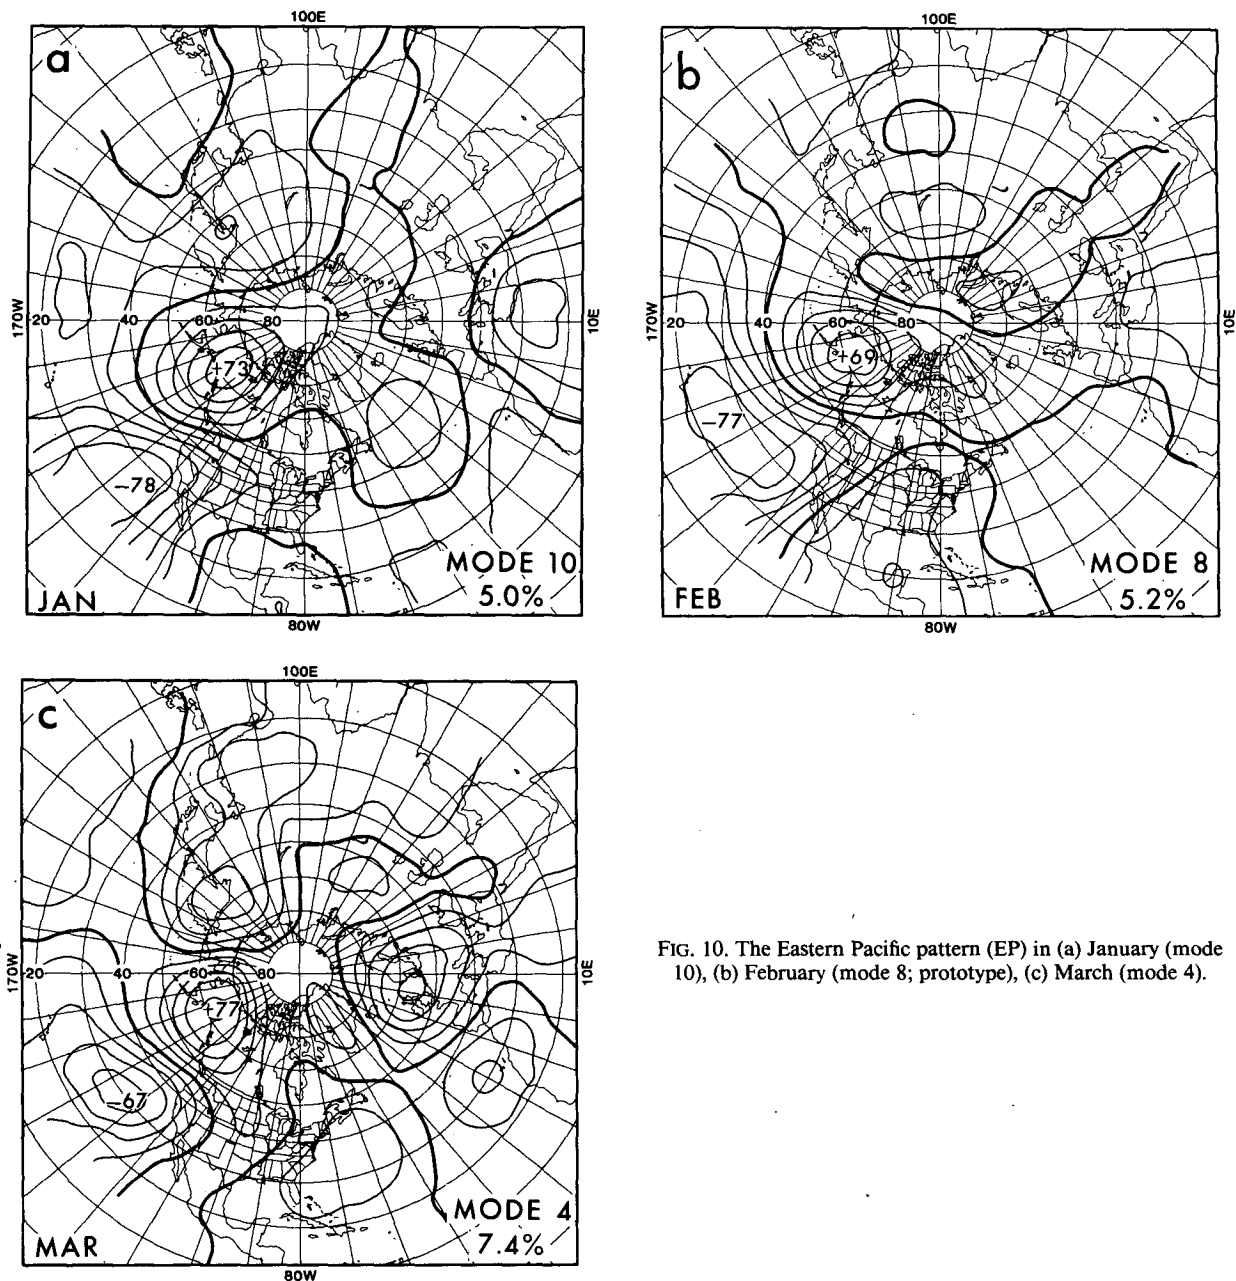 100E
a
170W
20
40
60
80
10E
+73
−78
MODE 10
5.0%
JAN
80W
100E
b
170W
20
40
60
80
10E
+69
−77
MODE 8
5.2%
FEB
80W
100E
c
170W
20
40
60
80
10E
+77
−67
MODE 4
7.4%
MAR
80W
FIG. 10. The Eastern Pacific pattern (EP) in (a) January (mode
10), (b) February (mode 8; prototype), (c) March (mode 4).